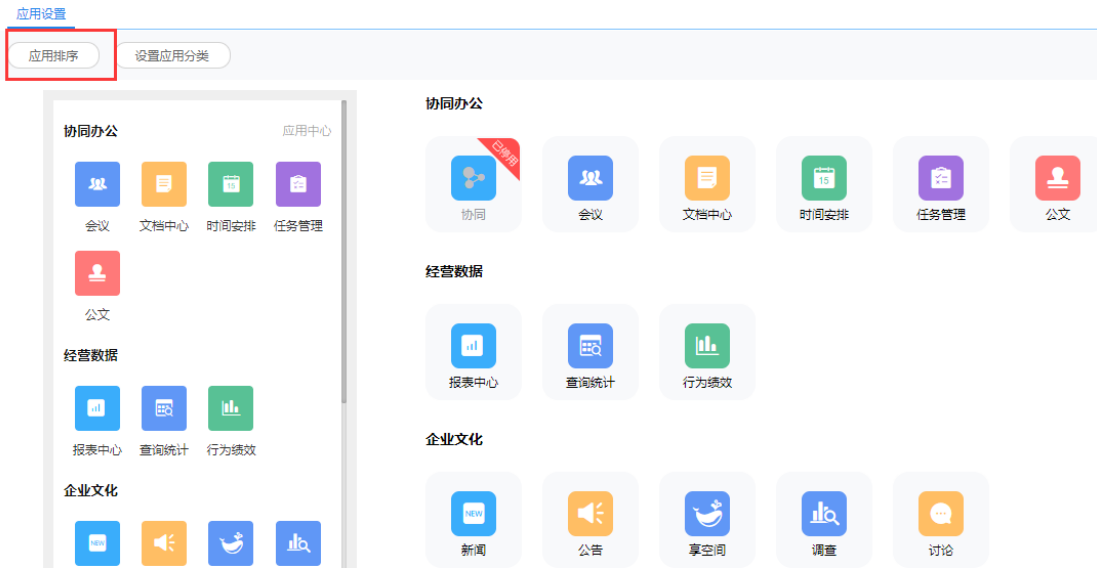 应用设置
应用排序
设置应用分类
协同办公
应用中心
会议
文档中心
时间安排
任务管理
公文
经营数据
报表中心
查询统计
行为绩效
企业文化
NEW
协同办公
已停用
协同
会议
文档中心
15
时间安排
任务管理
公文
经营数据
报表中心
查询统计
行为绩效
企业文化
NEW
新闻
公告
享空间
调查
讨论